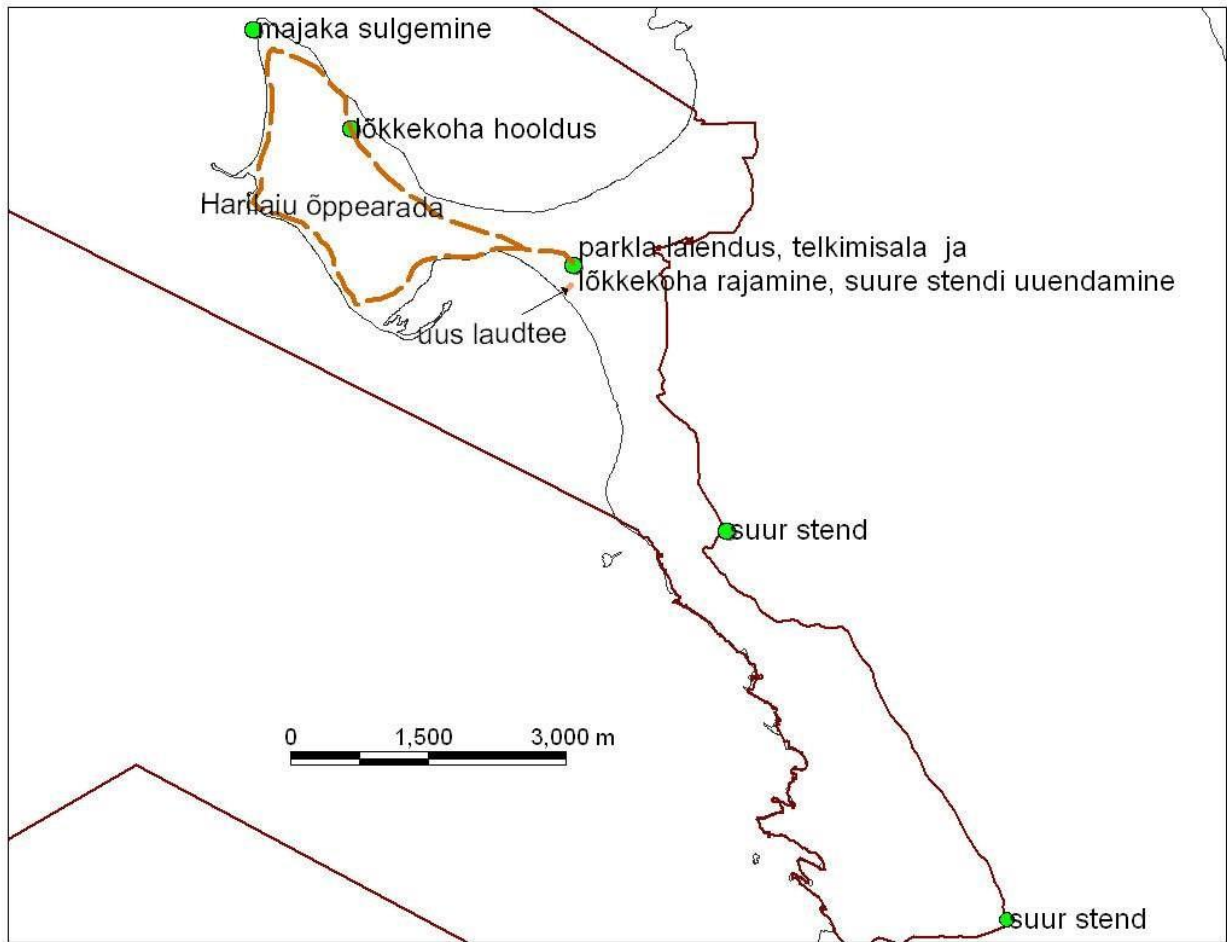 majaka sulgemine
lõkkekoha hooldus
Harilaiu õppearada
parkla laiendus, telkimisala ja
lõkkekoha rajamine, suure stendi uuendamine
uus laudtee
suur stend
0 1,500 3,000 m
suur stend